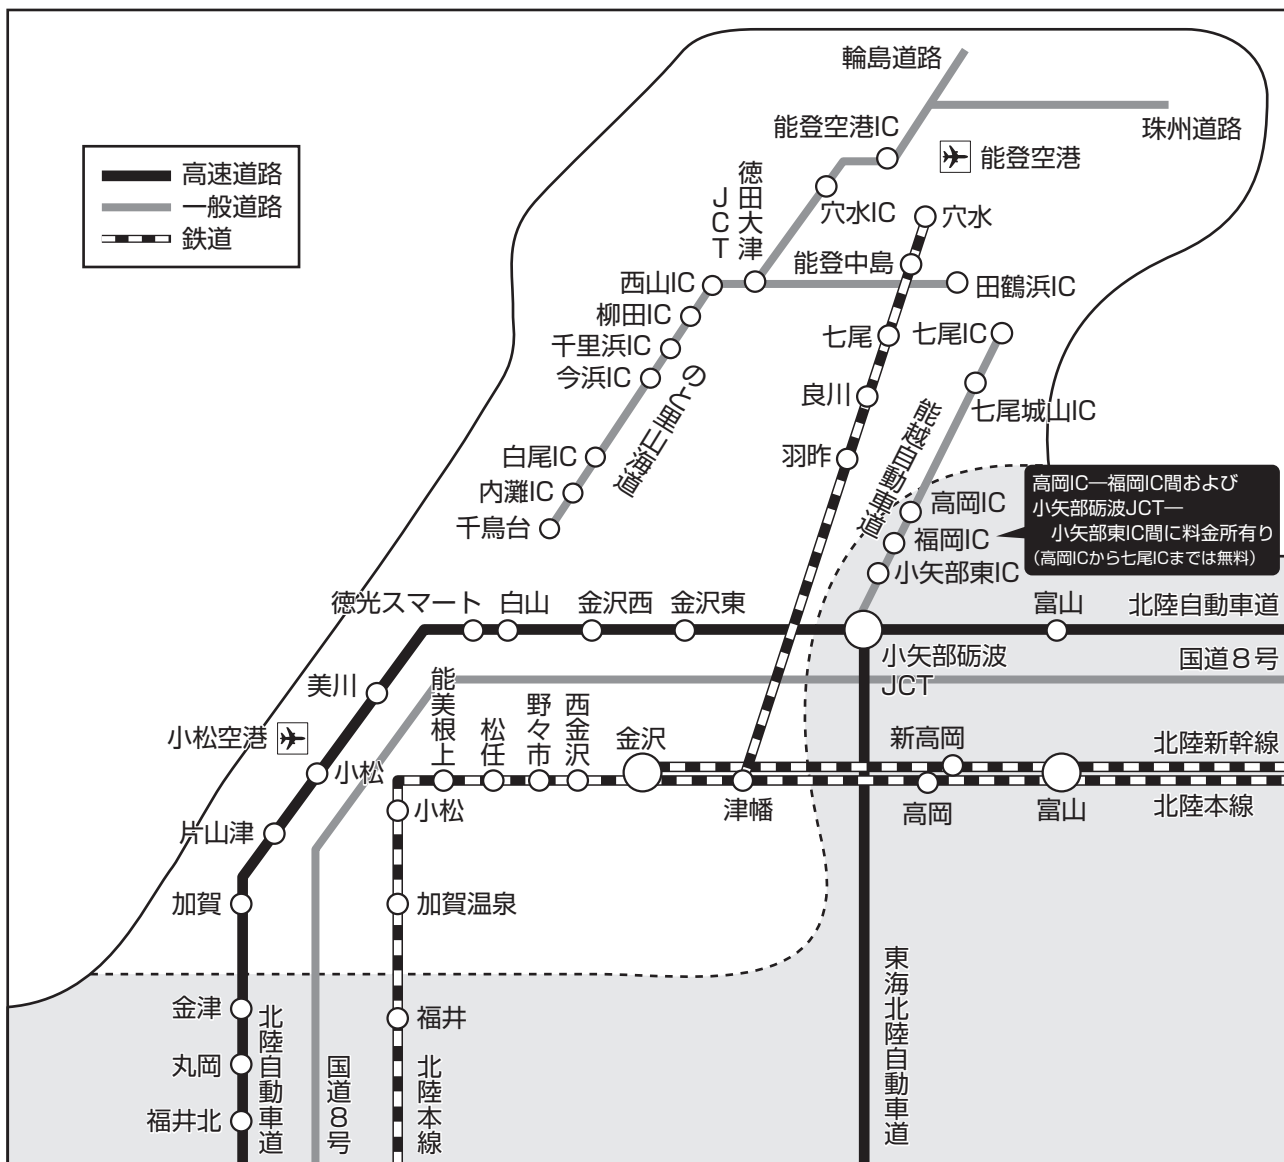 輪島道路
珠州道路
能登空港IC
能登空港
高速道路
一般道路
鉄道
徳田大津
JCT
穴水IC
穴水
能登中島
西山IC
田鶴浜IC
柳田IC
千里浜IC
今浜IC
七尾
七尾IC
のと里山海道
良川
七尾城山IC
能越自動車道
白尾IC
羽昨
内灘IC
千鳥台
高岡IC
福岡IC
小矢部東IC
高岡IC―福岡IC間および
小矢部砺波JCT―
小矢部東IC間に料金所有り
(高岡ICから七尾ICまでは無料)
徳光スマート
白山
金沢西
金沢東
富山
北陸自動車道
小矢部砺波
JCT
国道8号
美川
能美根上
松任
野々市
西金沢
金沢
小松空港
小松
新高岡
北陸新幹線
小松
津幡
高岡
富山
北陸本線
片山津
加賀
加賀温泉
金津
福井
丸岡
福井北
北陸自動車道
国道8号
北陸本線
東海北陸自動車道